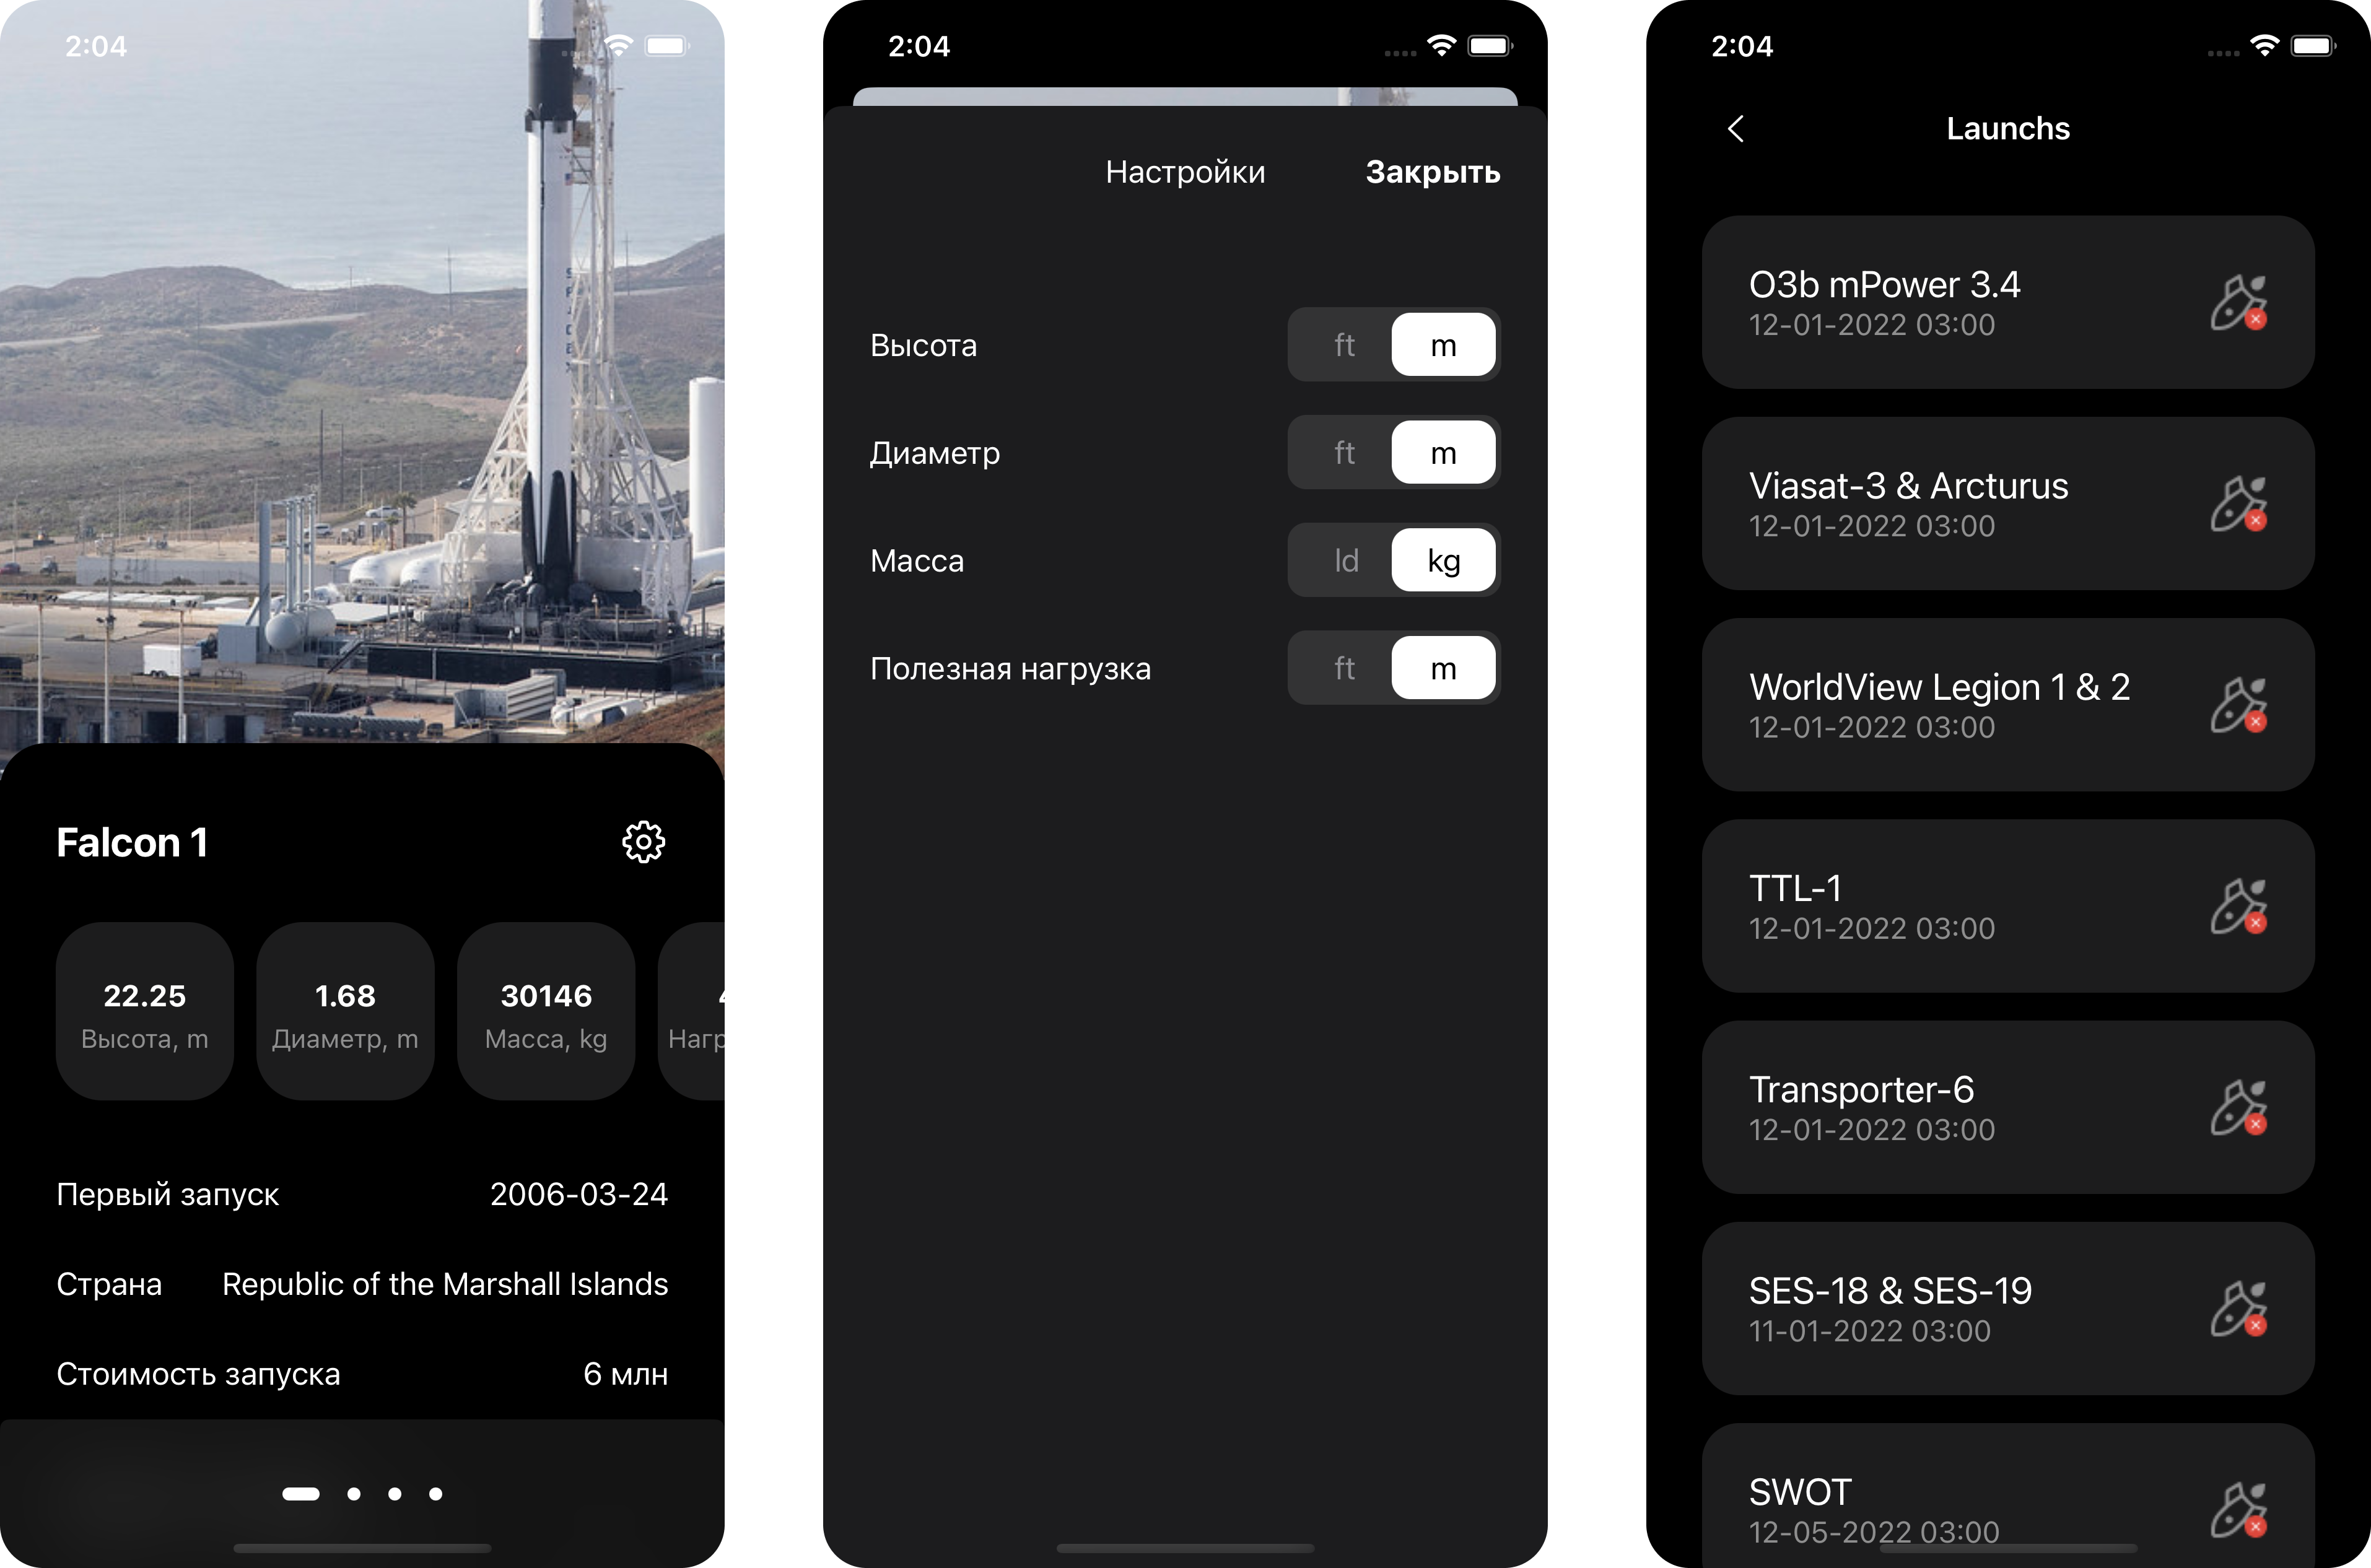 2:04
Falcon 1
22.25
Высота, m
1.68
Диаметр, m
30146
Масса, kg
Нагр
Первый запуск 2006-03-24
Страна Republic of the Marshall Islands
Стоимость запуска 6 млн
2:04
Настройки Закрыть
Высота ft m
Диаметр ft m
Масса ld kg
Полезная нагрузка ft m
2:04
Launchs
O3b mPower 3.4
12-01-2022 03:00
Viasat-3 & Arcturus
12-01-2022 03:00
WorldView Legion 1 & 2
12-01-2022 03:00
TTL-1
12-01-2022 03:00
Transporter-6
12-01-2022 03:00
SES-18 & SES-19
11-01-2022 03:00
SWOT
12-05-2022 03:00